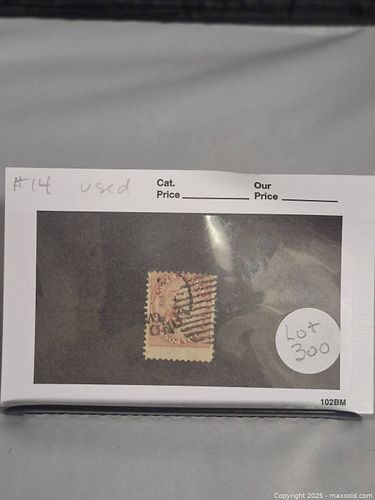 #14 used
Cat.
Price
Our
Price
Lot
300
102BM
Copyright 2025 - maxsold.com